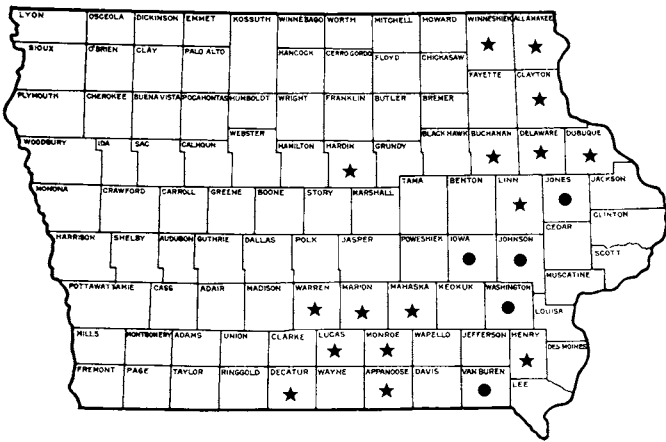 LYON OSCEOLA DICKINSON EMMET KOSSUTH WINNEBAGO WORTH MITCHELL HOWARD WINNESHIEK ALLAMAKEE
SIOUX O'BRIEN CLAY PALO ALTO HANCOCK CERRO GORDO FLOYD CHICKASAW
FAYETTE CLAYTON
PLYMOUTH CHEROKEE BUENA VISTA POCAHONTAS HUMBOLDT WRIGHT FRANKLIN BUTLER BREMER
WOODBURY IDA SAC CALHOUN WEBSTER HAMILTON HARDIN GRUNDY BLACK HAWK BUCHANAN DELAWARE DUBUQUE
MONONA CRAWFORD CARROLL GREENE BOONE STORY MARSHALL TAMA BENTON LINN JONES JACKSON
CLINTON
CEDAR
HARRISON SHELBY AUDUBON GUTHRIE DALLAS POLK JASPER POWESHIEK IOWA JOHNSON SCOTT
MUSCATINE
POTTAWATTAMIE CASS ADAIR MADISON WARREN MARION MAHASKA KEOKUK WASHINGTON
LOUISA
MILLS MONTGOMERY ADAMS UNION CLARKE LUCAS MONROE WAPELLO JEFFERSON HENRY
DES MOINES
FREMONT PAGE TAYLOR RINGGOLD DECATUR WAYNE APPANOOSE DAVIS VAN BUREN
LEE